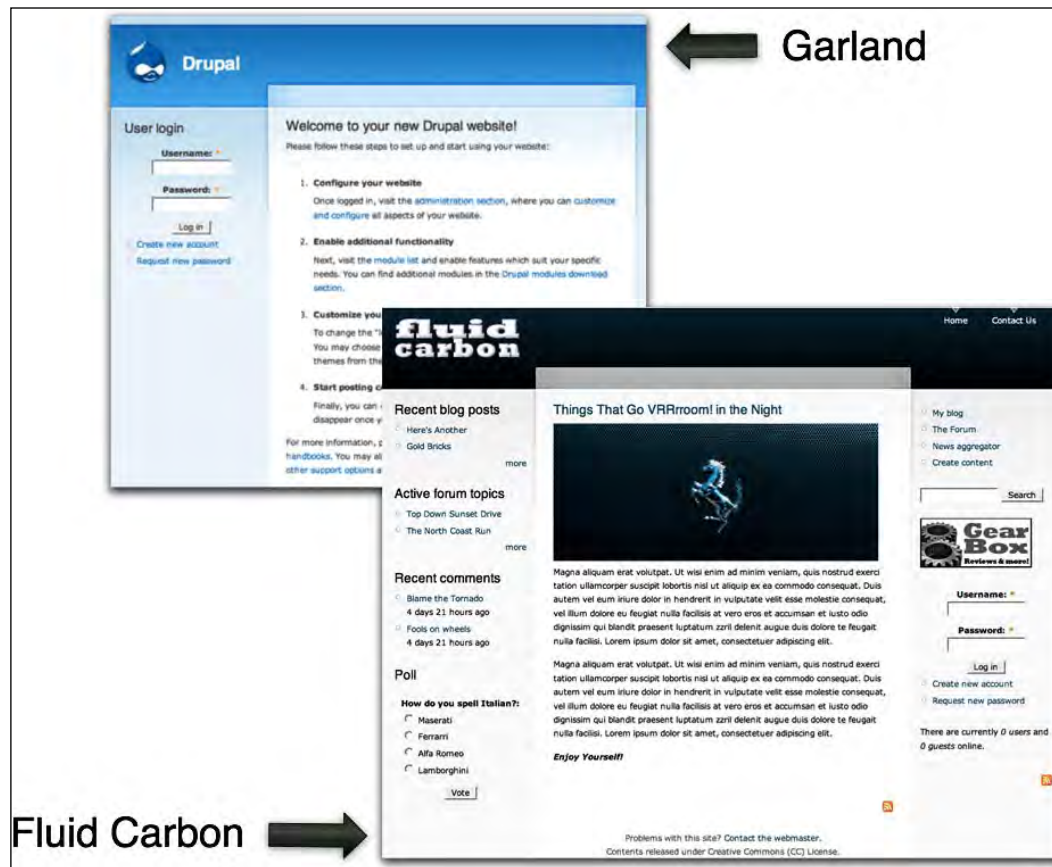 Garland
Drupal
User login
Username: *
Password: *
Log in
Create new account
Request new password
Welcome to your new Drupal website!
Please follow these steps to set up and start using your website:
1. Configure your website
Once logged in, visit the administration section, where you can customize
and configure all aspects of your website.
2. Enable additional functionality
Next, visit the module list and enable features which suit your specific
needs. You can find additional modules in the Drupal modules download
section.
3. Customize you
To change the "l
You may choose
themes from the
4. Start posting c
Finally, you can
disappear once y
For more information, p
handbooks. You may al
other support options a
fluid
carbon
Home Contact Us
Recent blog posts
Here's Another
Gold Bricks
more
Active forum topics
Top Down Sunset Drive
The North Coast Run
more
Recent comments
Blame the Tornado
4 days 21 hours ago
Fools on wheels
4 days 21 hours ago
Poll
How do you spell Italian?:
Maserati
Ferrarri
Alfa Romeo
Lamborghini
Vote
Things That Go VRRrroom! in the Night
Magna aliquam erat volutpat. Ut wisi enim ad minim veniam, quis nostrud exerci
tation ullamcorper suscipit lobortis nisl ut aliquip ex ea commodo consequat. Duis
autem vel eum iriure dolor in hendrerit in vulputate velit esse molestie consequat,
vel illum dolore eu feugiat nulla facilisis at vero eros et accumsan et iusto odio
dignissim qui blandit praesent luptatum zzril delenit augue duis dolore te feugait
nulla facilisi. Lorem ipsum dolor sit amet, consectetuer adipiscing elit.
Magna aliquam erat volutpat. Ut wisi enim ad minim veniam, quis nostrud exerci
tation ullamcorper suscipit lobortis nisl ut aliquip ex ea commodo consequat. Duis
autem vel eum iriure dolor in hendrerit in vulputate velit esse molestie consequat,
vel illum dolore eu feugiat nulla facilisis at vero eros et accumsan et iusto odio
dignissim qui blandit praesent luptatum zzril delenit augue duis dolore te feugait
nulla facilisi. Lorem ipsum dolor sit amet, consectetuer adipiscing elit.
Enjoy Yourself!
My blog
The Forum
News aggregator
Create content
Search
Gear
Box
Reviews & more!
Username: *
Password: *
Log in
Create new account
Request new password
There are currently 0 users and
0 guests online.
Problems with this site? Contact the webmaster.
Contents released under Creative Commons (CC) License.
Fluid Carbon